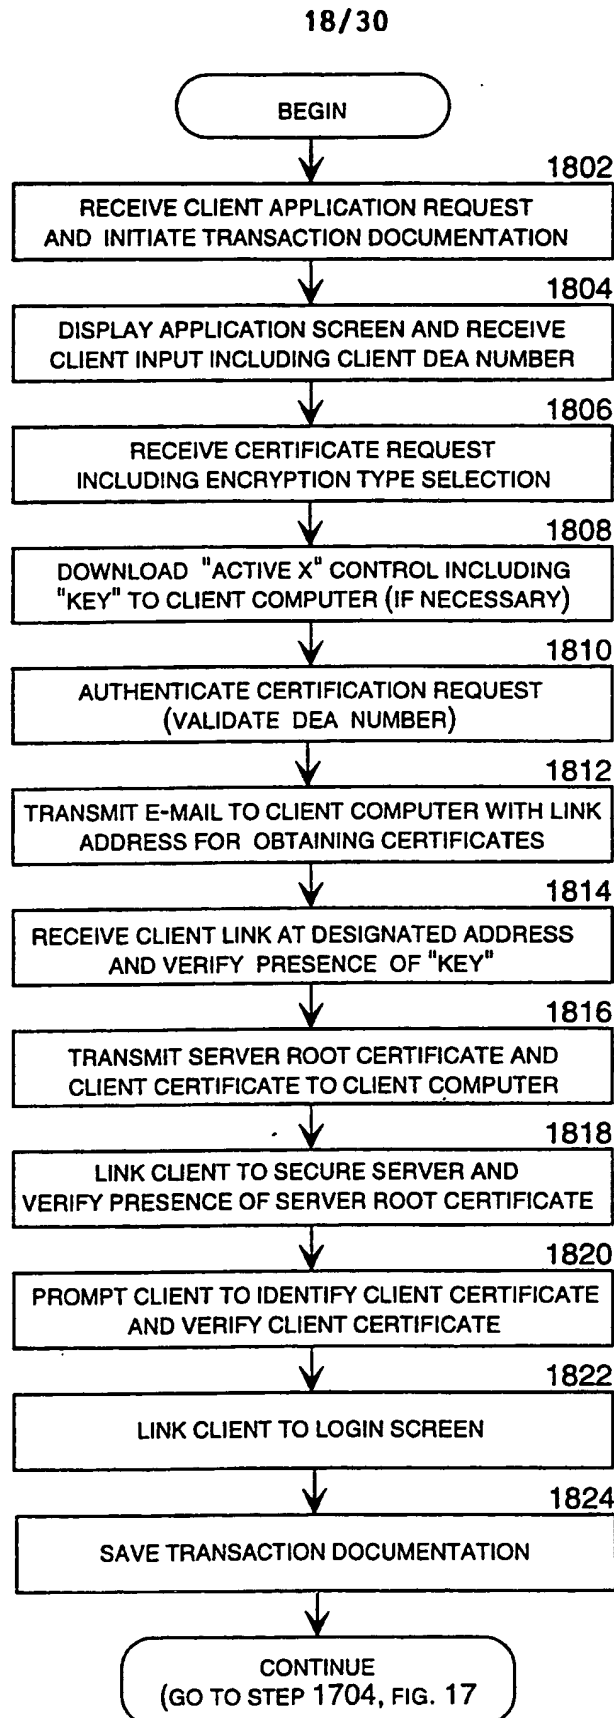 18/30
BEGIN
1802
RECEIVE CLIENT APPLICATION REQUEST
AND INITIATE TRANSACTION DOCUMENTATION
1804
DISPLAY APPLICATION SCREEN AND RECEIVE
CLIENT INPUT INCLUDING CLIENT DEA NUMBER
1806
RECEIVE CERTIFICATE REQUEST
INCLUDING ENCRYPTION TYPE SELECTION
1808
DOWNLOAD "ACTIVE X" CONTROL INCLUDING
"KEY" TO CLIENT COMPUTER (IF NECESSARY)
1810
AUTHENTICATE CERTIFICATION REQUEST
(VALIDATE DEA NUMBER)
1812
TRANSMIT E-MAIL TO CLIENT COMPUTER WITH LINK
ADDRESS FOR OBTAINING CERTIFICATES
1814
RECEIVE CLIENT LINK AT DESIGNATED ADDRESS
AND VERIFY PRESENCE OF "KEY"
1816
TRANSMIT SERVER ROOT CERTIFICATE AND
CLIENT CERTIFICATE TO CLIENT COMPUTER
1818
LINK CLIENT TO SECURE SERVER AND
VERIFY PRESENCE OF SERVER ROOT CERTIFICATE
1820
PROMPT CLIENT TO IDENTIFY CLIENT CERTIFICATE
AND VERIFY CLIENT CERTIFICATE
1822
LINK CLIENT TO LOGIN SCREEN
1824
SAVE TRANSACTION DOCUMENTATION
CONTINUE
(GO TO STEP 1704, FIG. 17